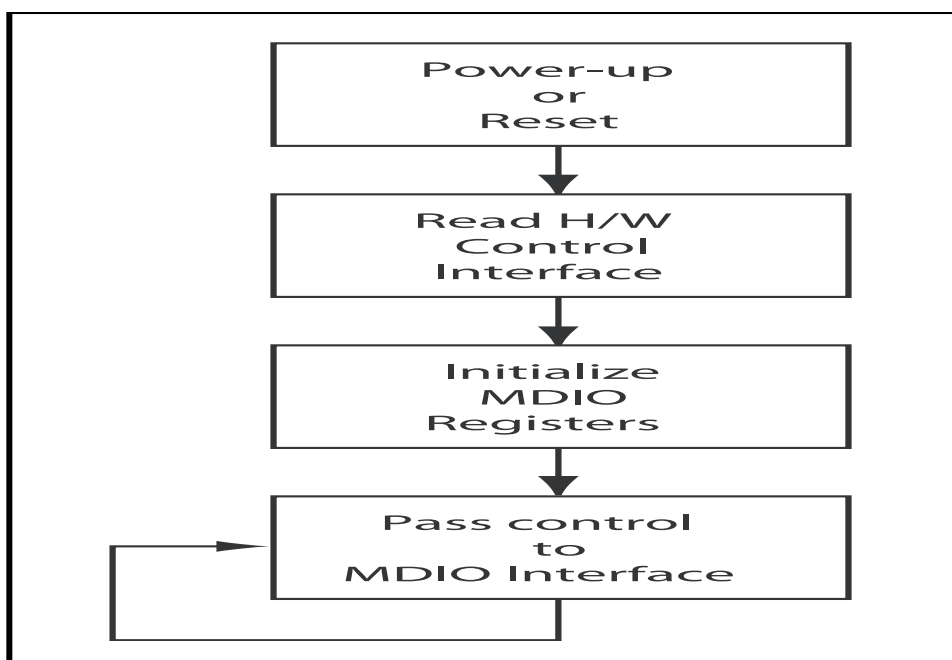 Power-up
or
Reset
Read H/W
Control
Interface
Initialize
MDIO
Registers
Pass control
to
MDIO Interface